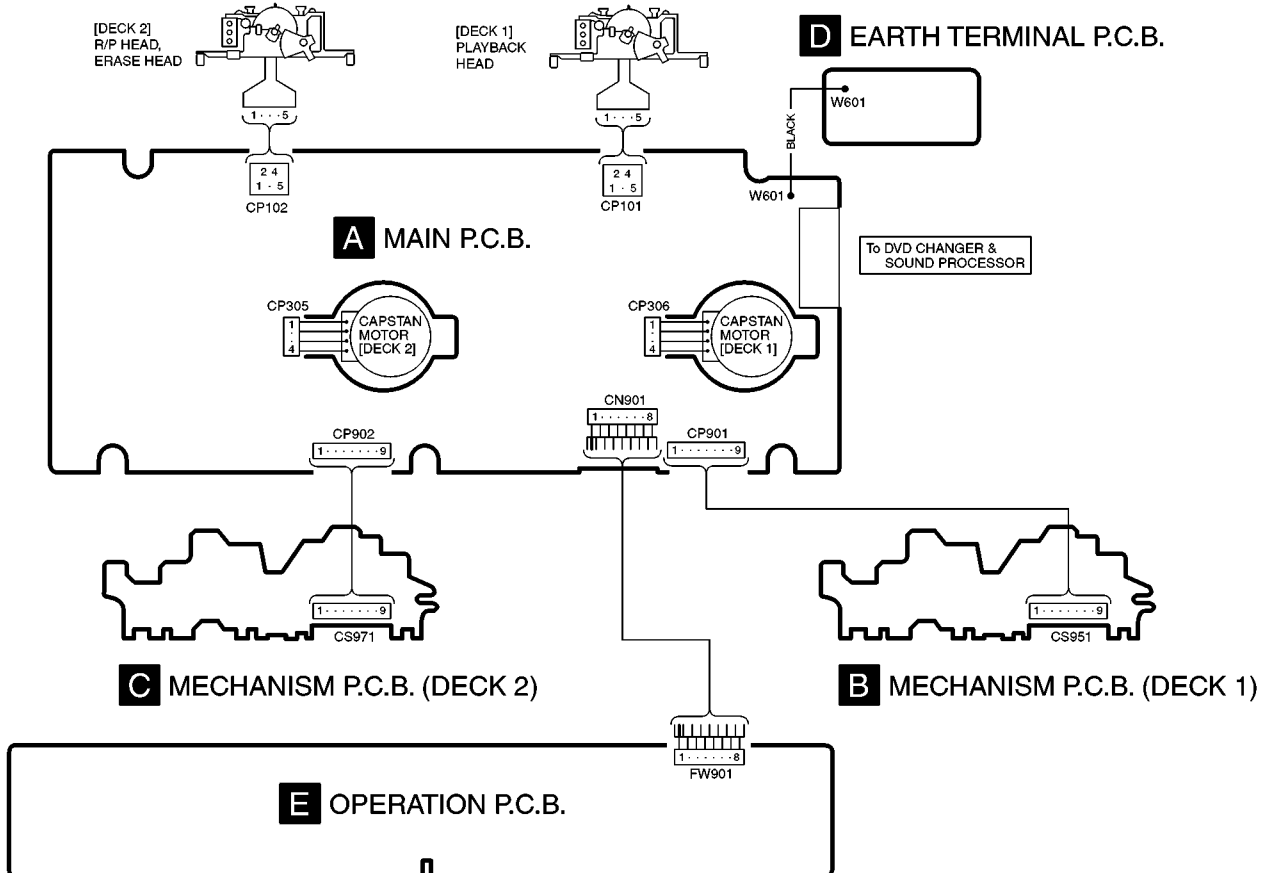 [DECK 2]
R/P HEAD,
ERASE HEAD
[DECK 1]
PLAYBACK
HEAD
D EARTH TERMINAL P.C.B.
W601
BLACK
W601
1 · · · 5
1 · · · 5
2 4
1 · 5
CP102
2 4
1 · 5
CP101
A MAIN P.C.B.
To DVD CHANGER &
SOUND PROCESSOR
CP305
1
·
·
4
CAPSTAN
MOTOR
[DECK 2]
CP306
1
·
·
4
CAPSTAN
MOTOR
[DECK 1]
CN901
1 · · · · · · 8
CP902
1 · · · · · · · 9
CP901
1 · · · · · · · 9
1 · · · · · · · 9
CS971
1 · · · · · · · 9
CS951
C MECHANISM P.C.B. (DECK 2)
B MECHANISM P.C.B. (DECK 1)
1 · · · · · · 8
FW901
E OPERATION P.C.B.